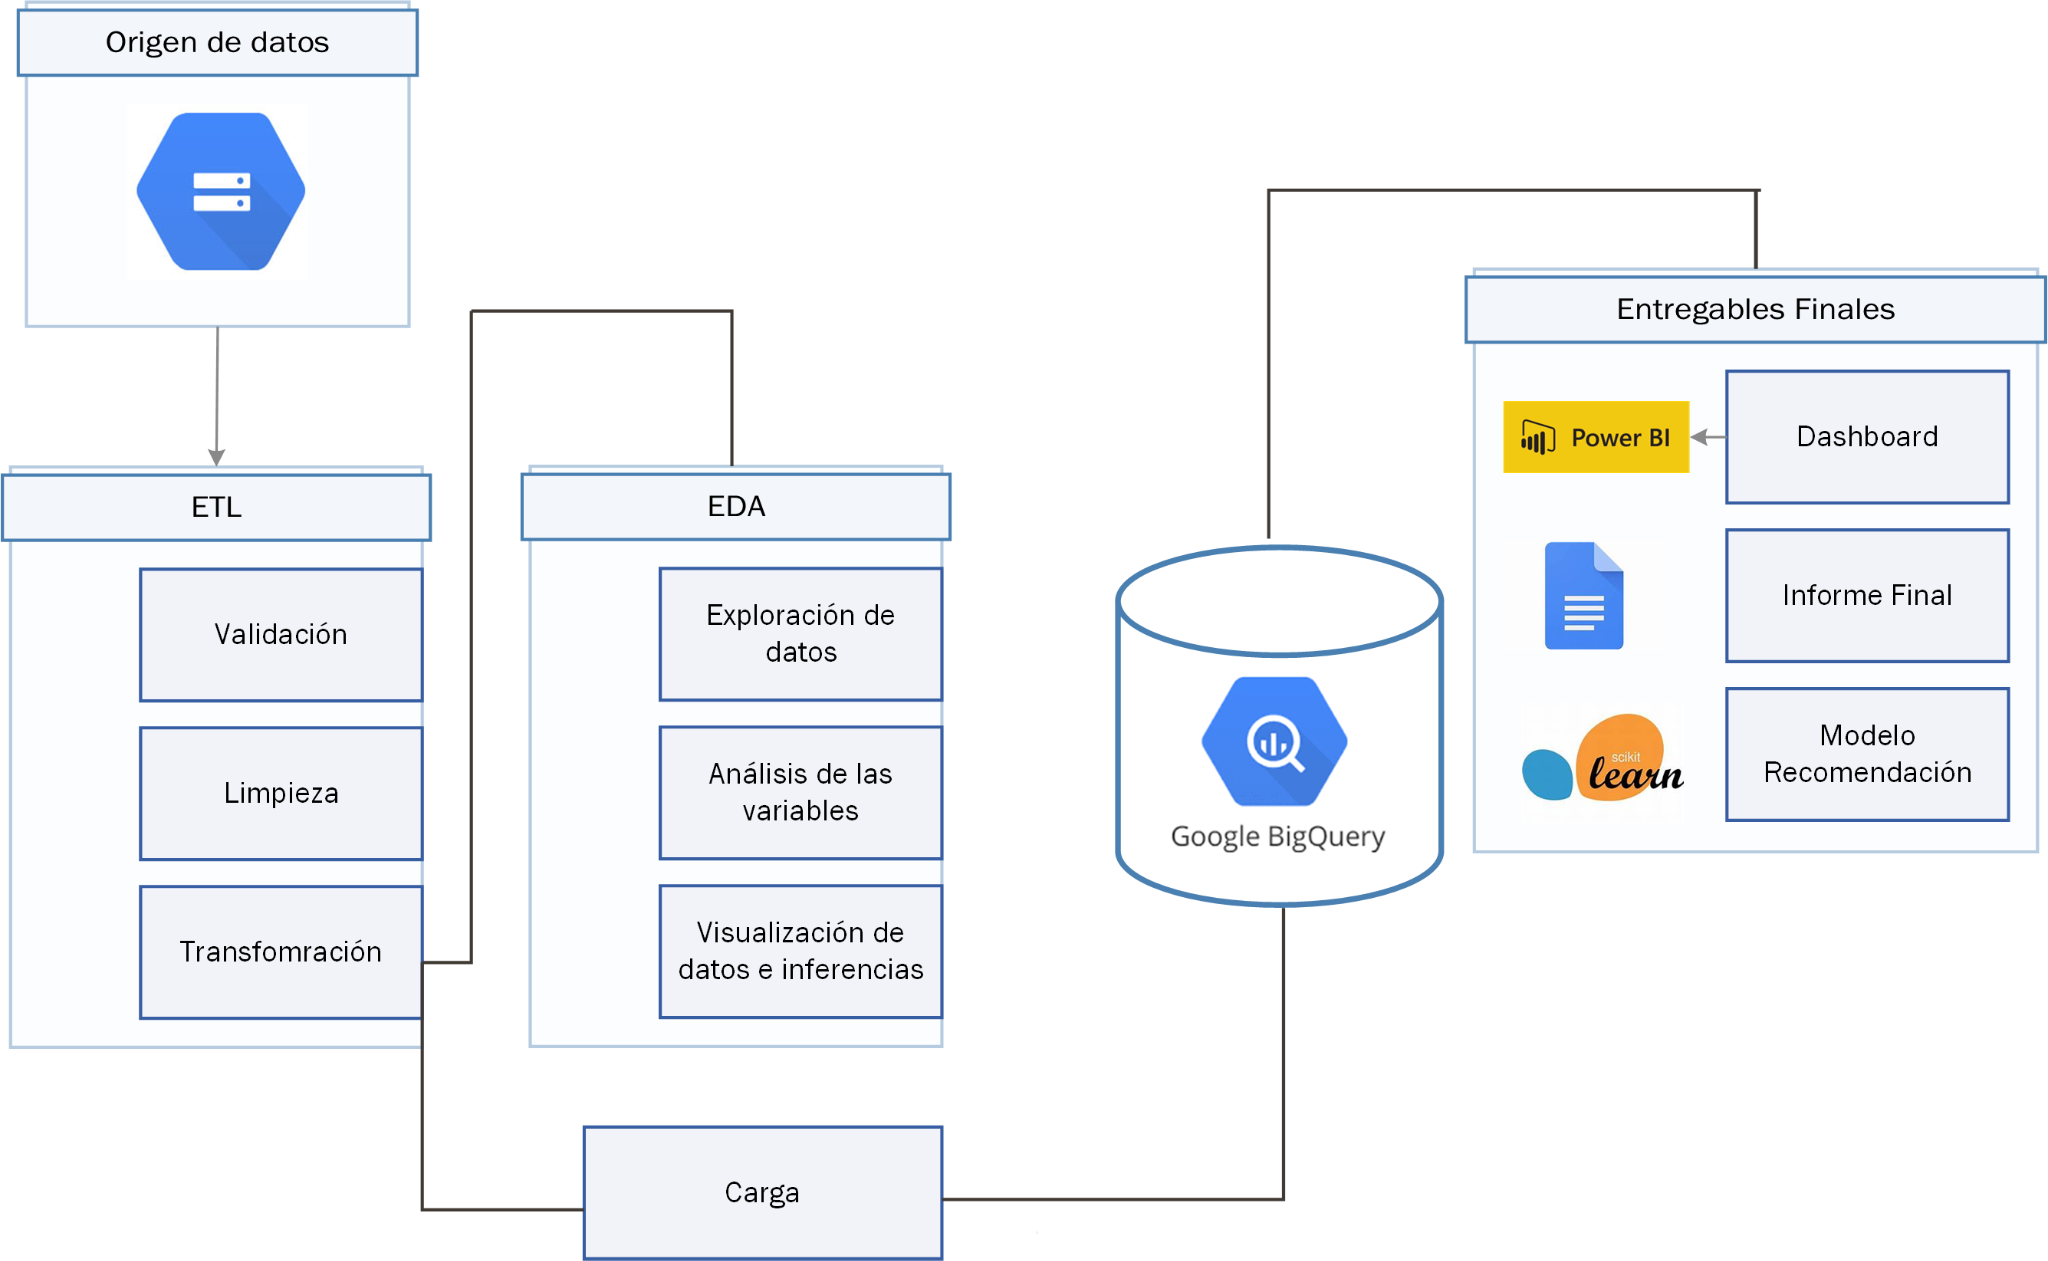 Origen de datos
ETL
Validación
Limpieza
Transfomración
EDA
Exploración de
datos
Análisis de las
variables
Visualización de
datos e inferencias
Carga
Google BigQuery
Entregables Finales
Power BI
Dashboard
Informe Final
scikit
learn
Modelo
Recomendación